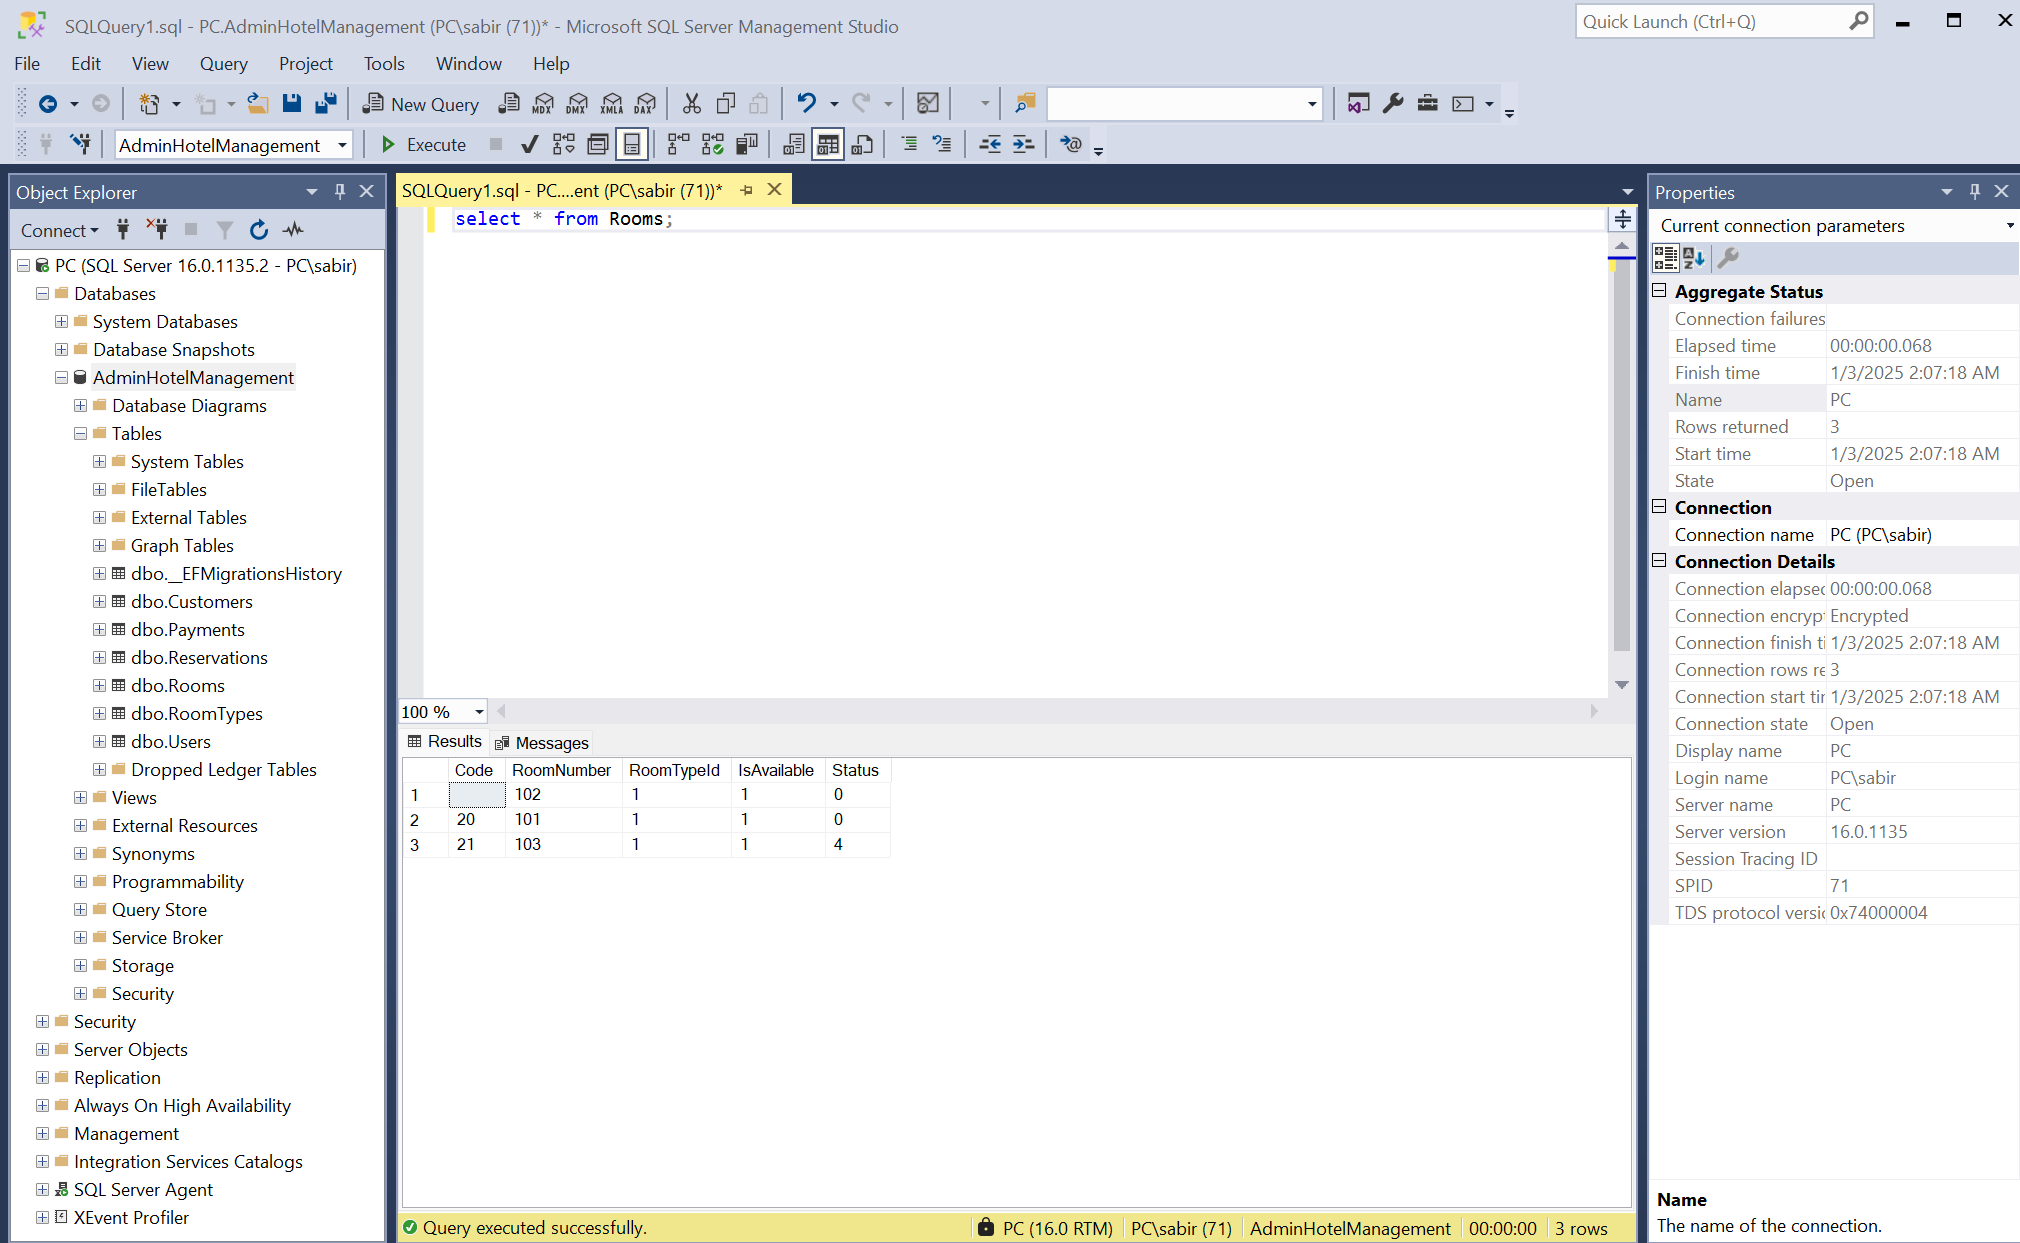 SQLQuery1.sql - PC.AdminHotelManagement (PC\sabir (71))* - Microsoft SQL Server Management Studio
Quick Launch (Ctrl+Q)
File Edit View Query Project Tools Window Help
New Query MDX DMX XMLA DAX
AdminHotelManagement Execute
Object Explorer
Connect
PC (SQL Server 16.0.1135.2 - PC\sabir)
Databases
System Databases
Database Snapshots
AdminHotelManagement
Database Diagrams
Tables
System Tables
FileTables
External Tables
Graph Tables
dbo.__EFMigrationsHistory
dbo.Customers
dbo.Payments
dbo.Reservations
dbo.Rooms
dbo.RoomTypes
dbo.Users
Dropped Ledger Tables
Views
External Resources
Synonyms
Programmability
Query Store
Service Broker
Storage
Security
Security
Server Objects
Replication
Always On High Availability
Management
Integration Services Catalogs
SQL Server Agent
XEvent Profiler
SQLQuery1.sql - PC....ent (PC\sabir (71))*
select * from Rooms;
100 %
Results Messages
Code RoomNumber RoomTypeId IsAvailable Status
1 102 1 1 0
2 20 101 1 1 0
3 21 103 1 1 4
Query executed successfully. PC (16.0 RTM) PC\sabir (71) AdminHotelManagement 00:00:00 3 rows
Properties
Current connection parameters
Aggregate Status
Connection failures
Elapsed time 00:00:00.068
Finish time 1/3/2025 2:07:18 AM
Name PC
Rows returned 3
Start time 1/3/2025 2:07:18 AM
State Open
Connection
Connection name PC (PC\sabir)
Connection Details
Connection elapsec 00:00:00.068
Connection encrypt Encrypted
Connection finish ti 1/3/2025 2:07:18 AM
Connection rows re 3
Connection start tir 1/3/2025 2:07:18 AM
Connection state Open
Display name PC
Login name PC\sabir
Server name PC
Server version 16.0.1135
Session Tracing ID
SPID 71
TDS protocol versic 0x74000004
Name
The name of the connection.